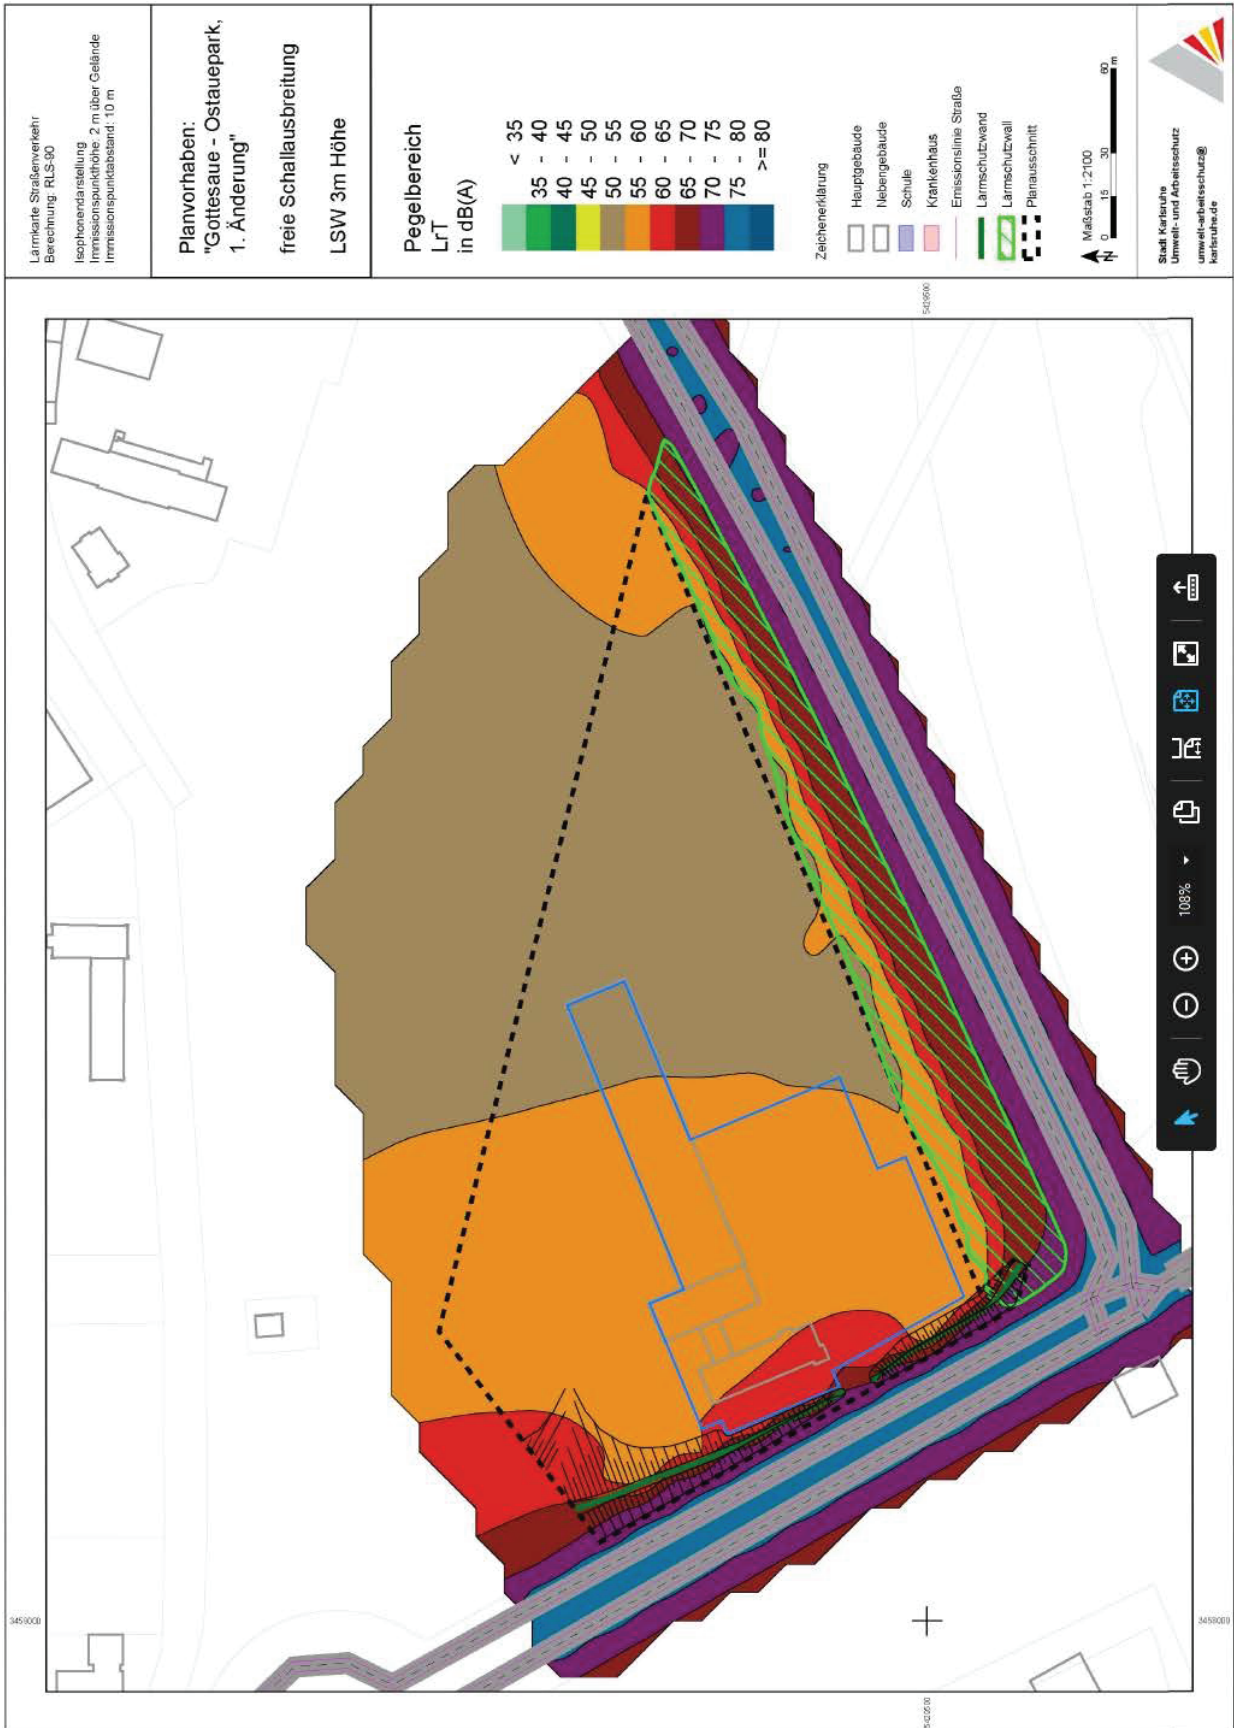 Lärmkarte Straßenverkehr
Berechnung: RLS-90
Isophonendarstellung
Immissionspunkthöhe: 2 m über Gelände
Immissionspunktabstand: 10 m
Planvorhaben:
"Gottesaue - Ostauepark,
1. Änderung"
freie Schallausbreitung
LSW 3m Höhe
Pegelbereich
LrT
in dB(A)
< 35
35 - 40
40 - 45
45 - 50
50 - 55
55 - 60
60 - 65
65 - 70
70 - 75
75 - 80
>= 80
Zeichenerklärung
Hauptgebäude
Nebengebäude
Schule
Krankenhaus
Emissionslinie Straße
Lärmschutzwand
Lärmschutzwall
Planausschnitt
Maßstab 1:2100
0 15 30 60
m
N
Stadt Karlsruhe
Umwelt- und Arbeitsschutz
umwelt-arbeitsschutz@
karlsruhe.de
108%